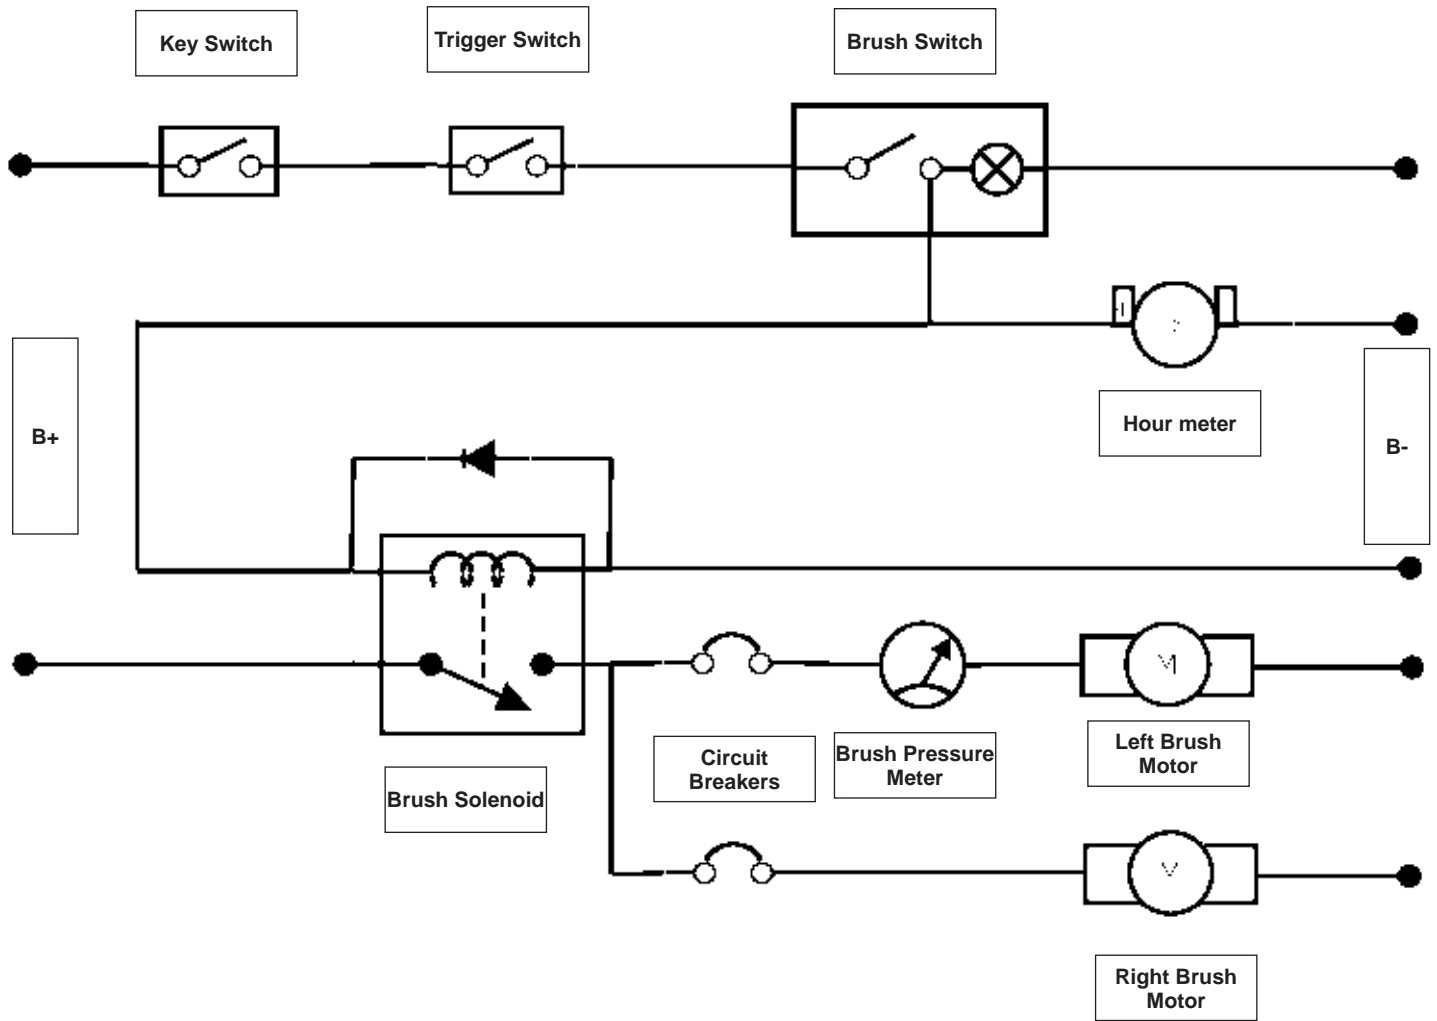 Key Switch
Trigger Switch
Brush Switch
B+
Hour meter
B-
Circuit
Breakers
Brush Pressure
Meter
Left Brush
Motor
Brush Solenoid
Right Brush
Motor